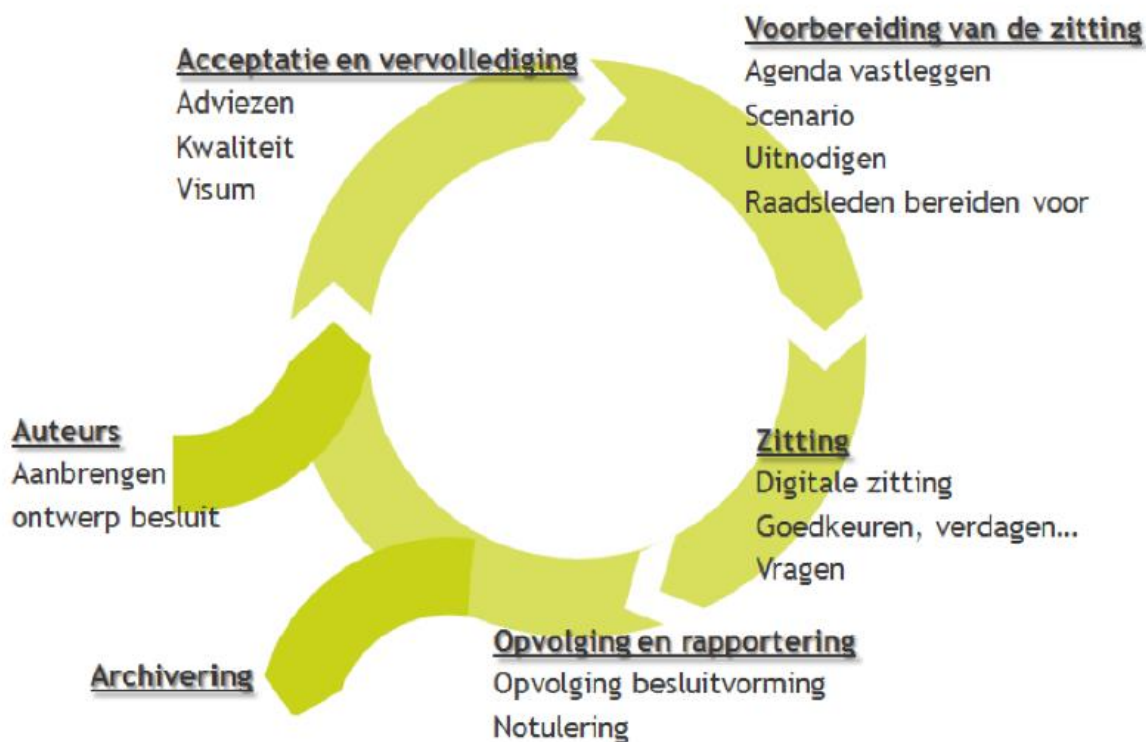 Acceptatie en vervollediging
Adviezen
Kwaliteit
Visum
Voorbereiding van de zitting
Agenda vastleggen
Scenario
Uitnodigen
Raadsleden bereiden voor
Zitting
Digitale zitting
Goedkeuren, verdagen...
Vragen
Opvolging en rapportering
Opvolging besluitvorming
Notulering
Archivering
Auteurs
Aanbrengen
ontwerp besluit